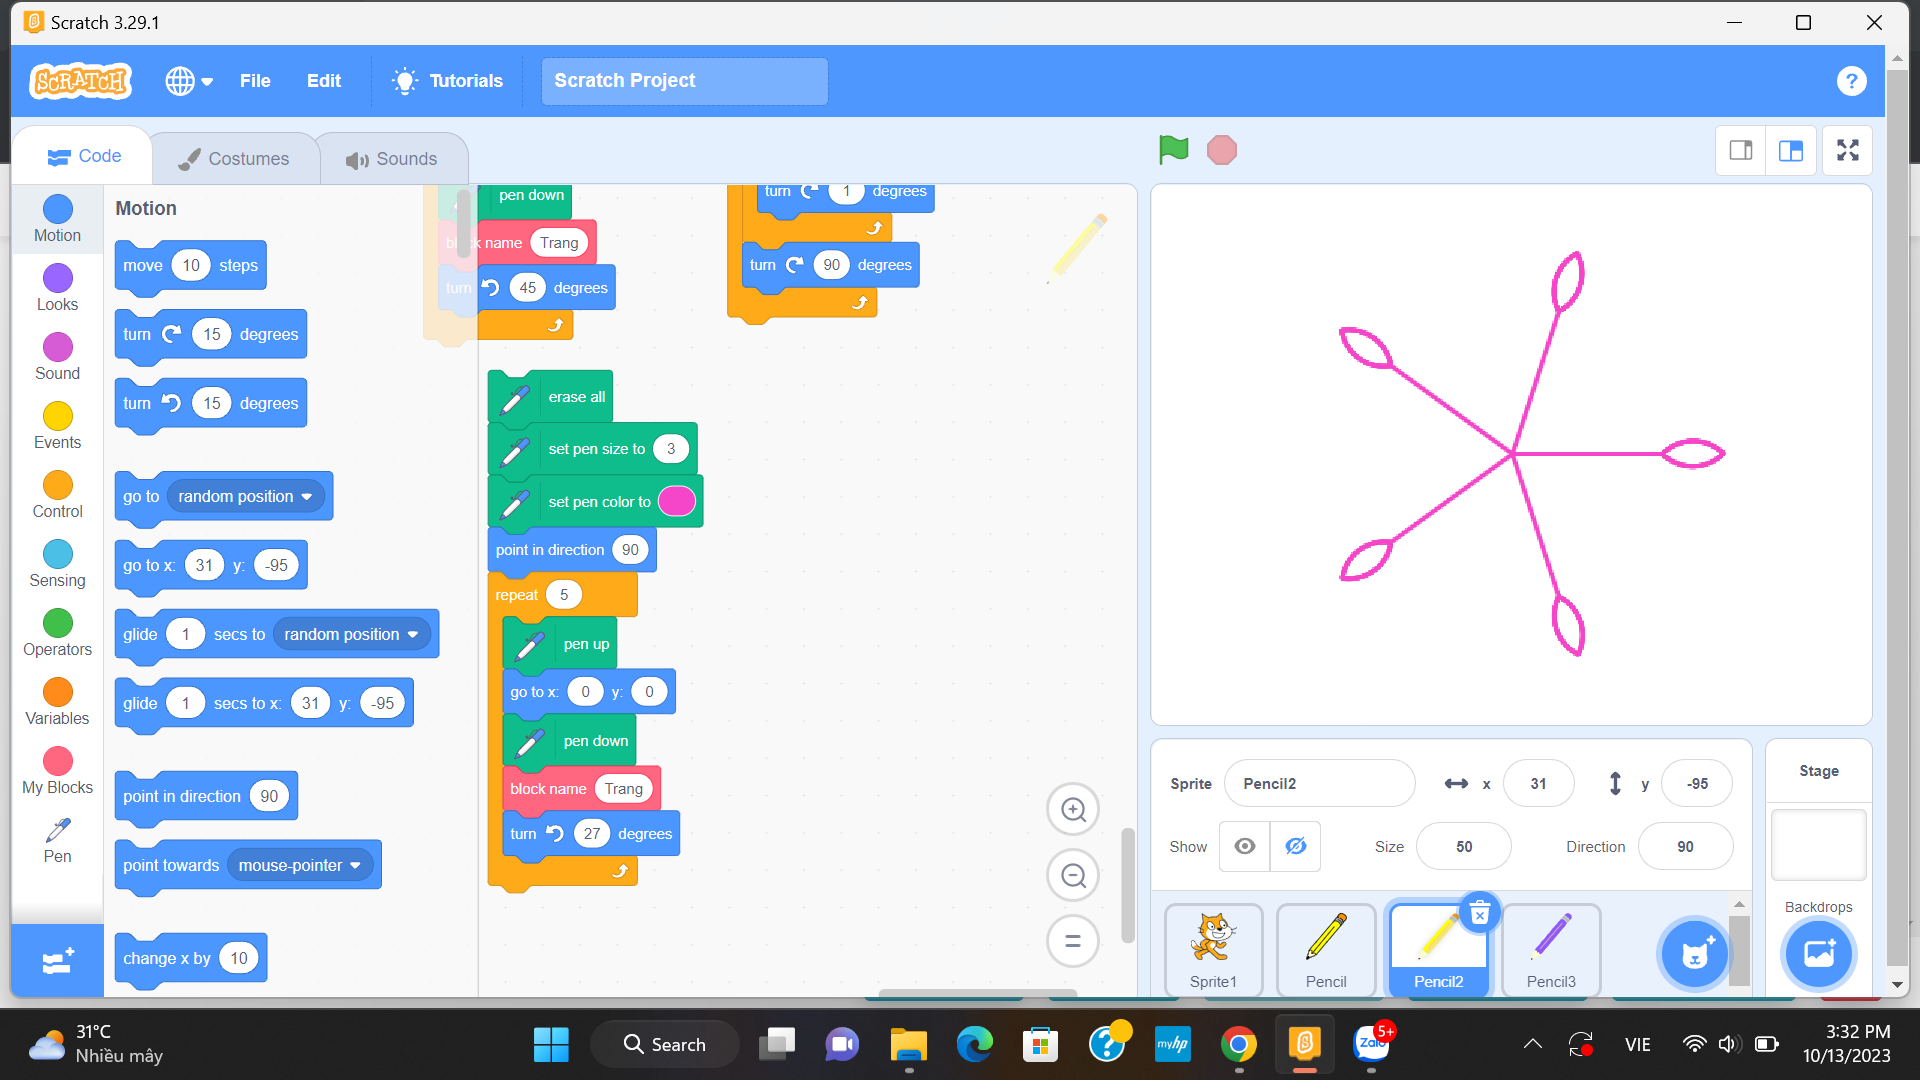 Scratch 3.29.1
SCRATCH
File
Edit
Tutorials
Scratch Project
?
Code
Costumes
Sounds
Motion
Looks
Sound
Events
Control
Sensing
Operators
Variables
My Blocks
Pen
Motion
move 10 steps
turn 15 degrees
turn 15 degrees
go to random position
go to x: 31 y: -95
glide 1 secs to random position
glide 1 secs to x: 31 y: -95
point in direction 90
point towards mouse-pointer
change x by 10
pen down
block name Trang
turn 45 degrees
turn 1 degrees
turn 90 degrees
erase all
set pen size to 3
set pen color to
point in direction 90
repeat 5
pen up
go to x: 0 y: 0
pen down
block name Trang
turn 27 degrees
Sprite
Pencil2
x 31
y -95
Show
Size 50
Direction 90
Sprite1
Pencil
Pencil2
Pencil3
Stage
Backdrops
31°C
Nhiều mây
Search
?
myhp
Zalo
5+
VIE
3:32 PM
10/13/2023